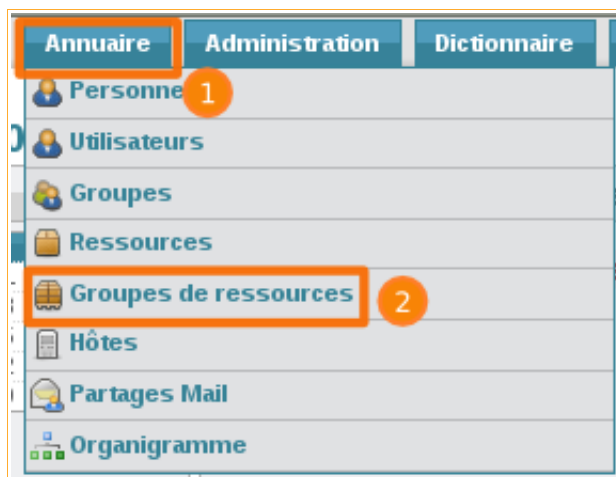 Annuaire Administration Dictionnaire
Personne 1
Utilisateurs
Groupes
Ressources
Groupes de ressources 2
Hôtes
Partages Mail
Organigramme